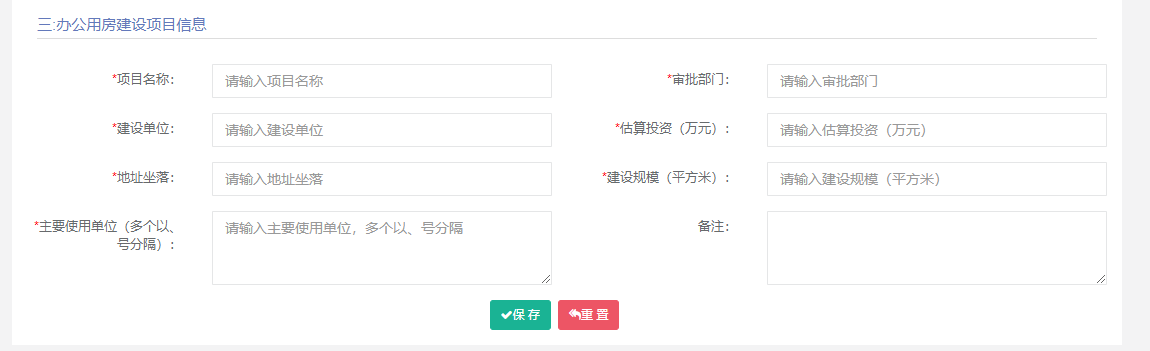 三:办公用房建设项目信息
*项目名称： 请输入项目名称 *审批部门： 请输入审批部门
*建设单位： 请输入建设单位 *估算投资（万元）： 请输入估算投资（万元）
*地址坐落： 请输入地址坐落 *建设规模（平方米）： 请输入建设规模（平方米）
*主要使用单位（多个以、 请输入主要使用单位，多个以、号分隔 备注：
号分隔）：
保 存 重 置